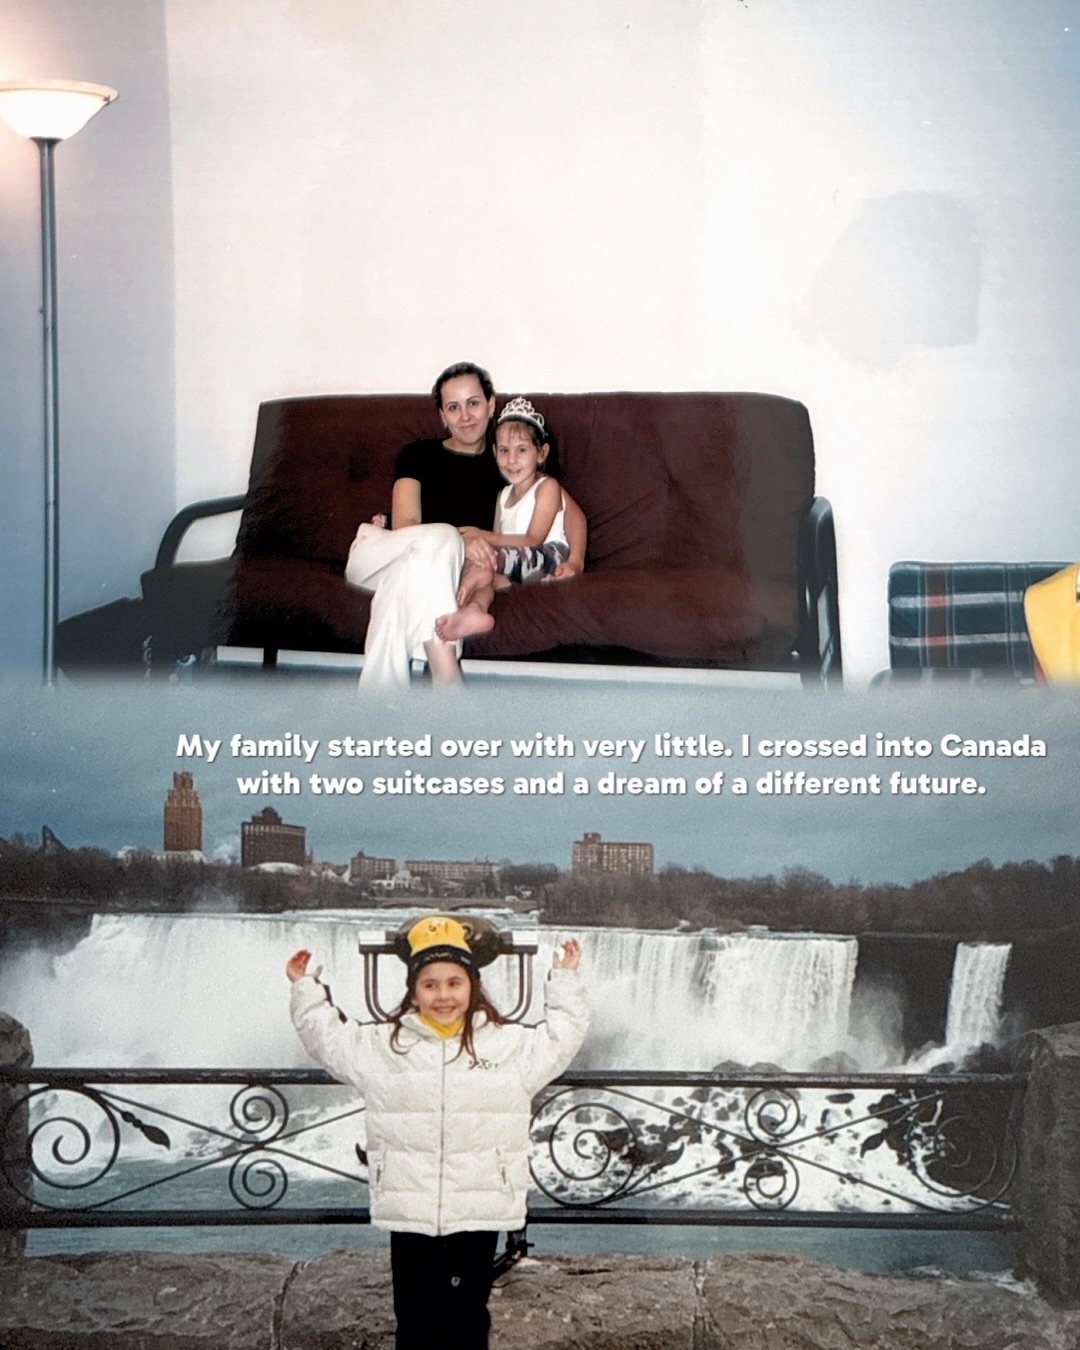 My family started over with very little. I crossed into Canada
with two suitcases and a dream of a different future.